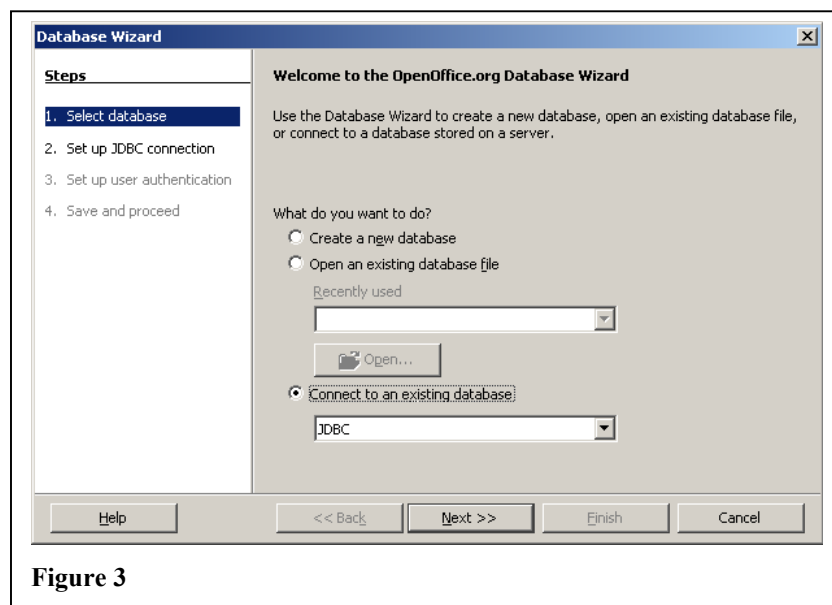 Database Wizard
Steps
1. Select database
2. Set up JDBC connection
3. Set up user authentication
4. Save and proceed
Welcome to the OpenOffice.org Database Wizard
Use the Database Wizard to create a new database, open an existing database file,
or connect to a database stored on a server.
What do you want to do?
Create a new database
Open an existing database file
Recently used
Open...
Connect to an existing database
JDBC
Help
<< Back
Next >>
Finish
Cancel
Figure 3